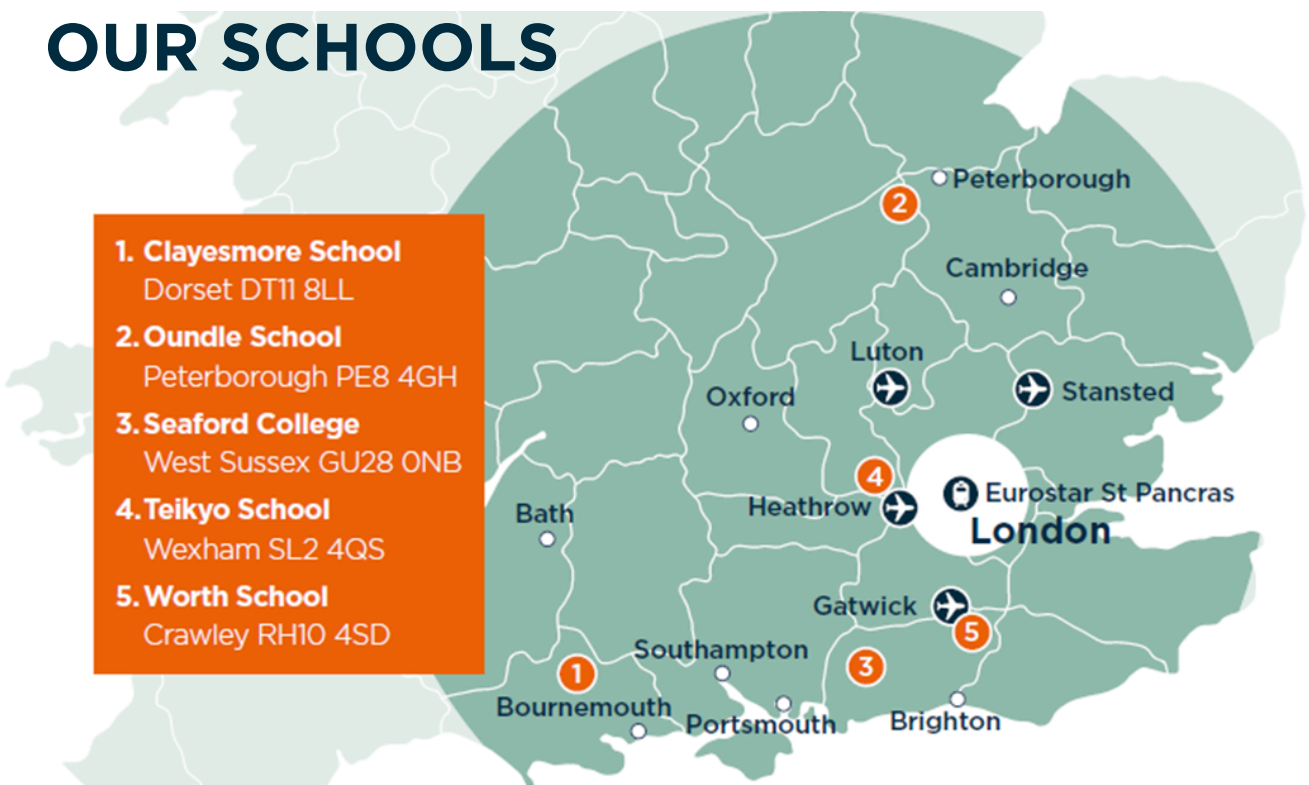 OUR SCHOOLS
1. Clayesmore School
Dorset DT11 8LL
2. Oundle School
Peterborough PE8 4GH
3. Seaford College
West Sussex GU28 0NB
4. Teikyo School
Wexham SL2 4QS
5. Worth School
Crawley RH10 4SD
Peterborough
2
Cambridge
Luton
Oxford
Stansted
4
Heathrow
Eurostar St Pancras
London
Bath
Gatwick
5
Southampton
3
1
Bournemouth
Portsmouth
Brighton